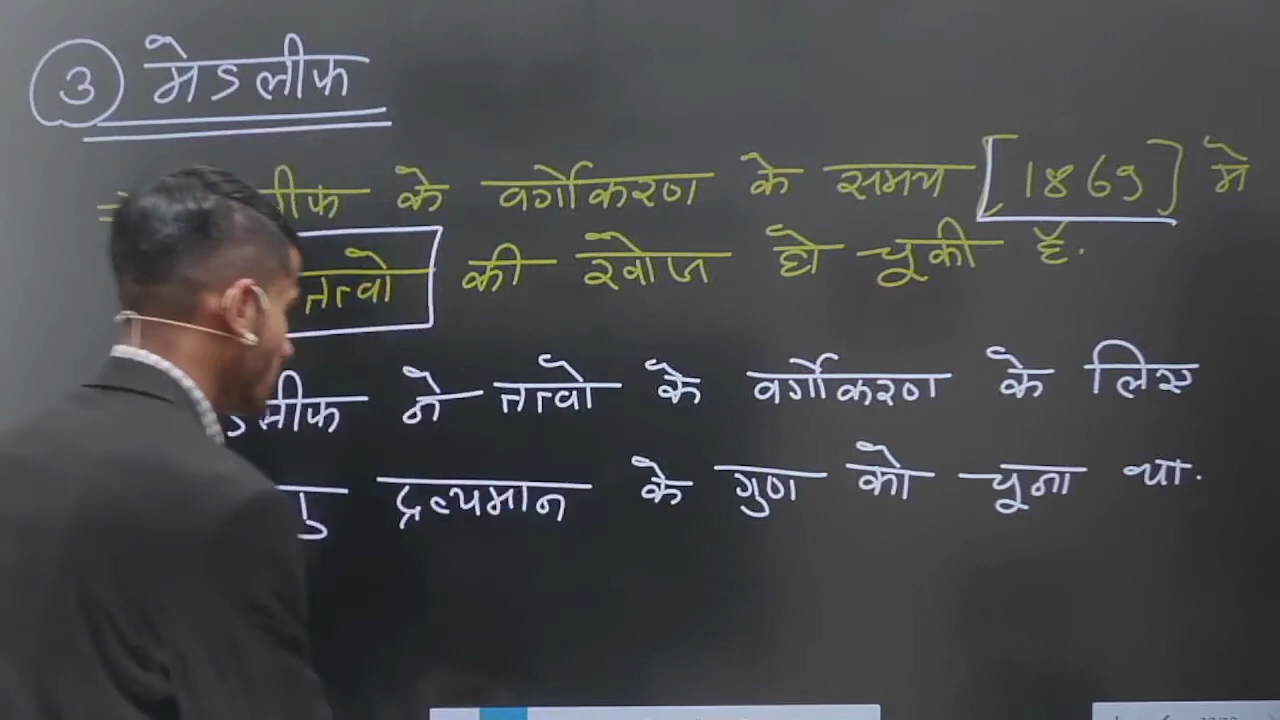 ③ मेडलीफ
के वर्गीकरण के समय [1869] मे
तत्वो की खोज हो चूकी है.
ने तत्वो के वर्गीकरण के लिए
द्रव्यमान के गुण को चूना था.